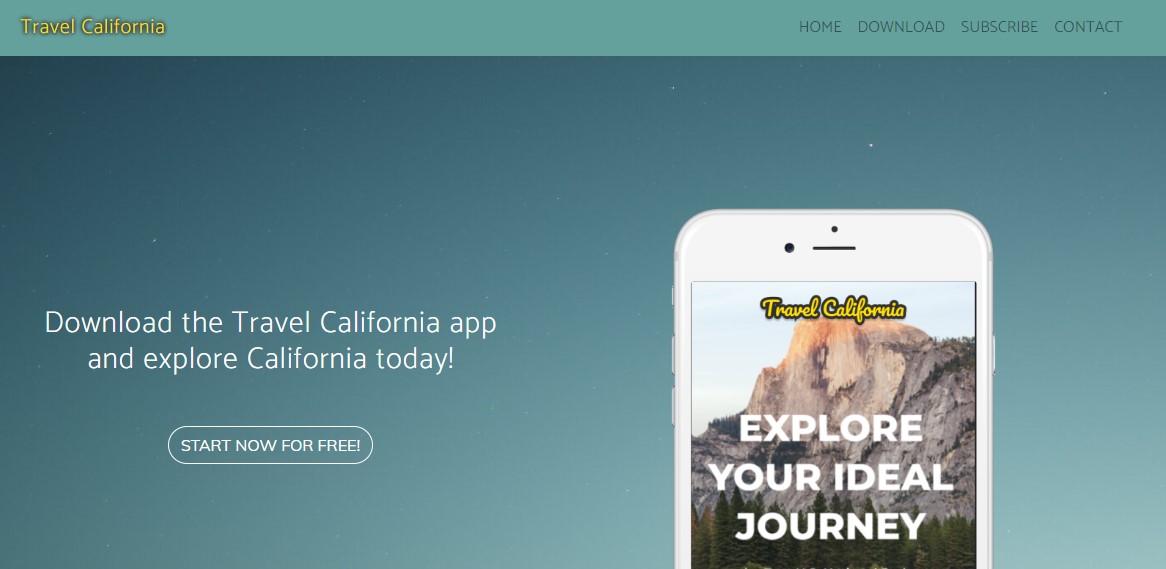 Travel California
HOME DOWNLOAD SUBSCRIBE CONTACT
Download the Travel California app
and explore California today!
START NOW FOR FREE!
Travel California
EXPLORE
YOUR IDEAL
JOURNEY